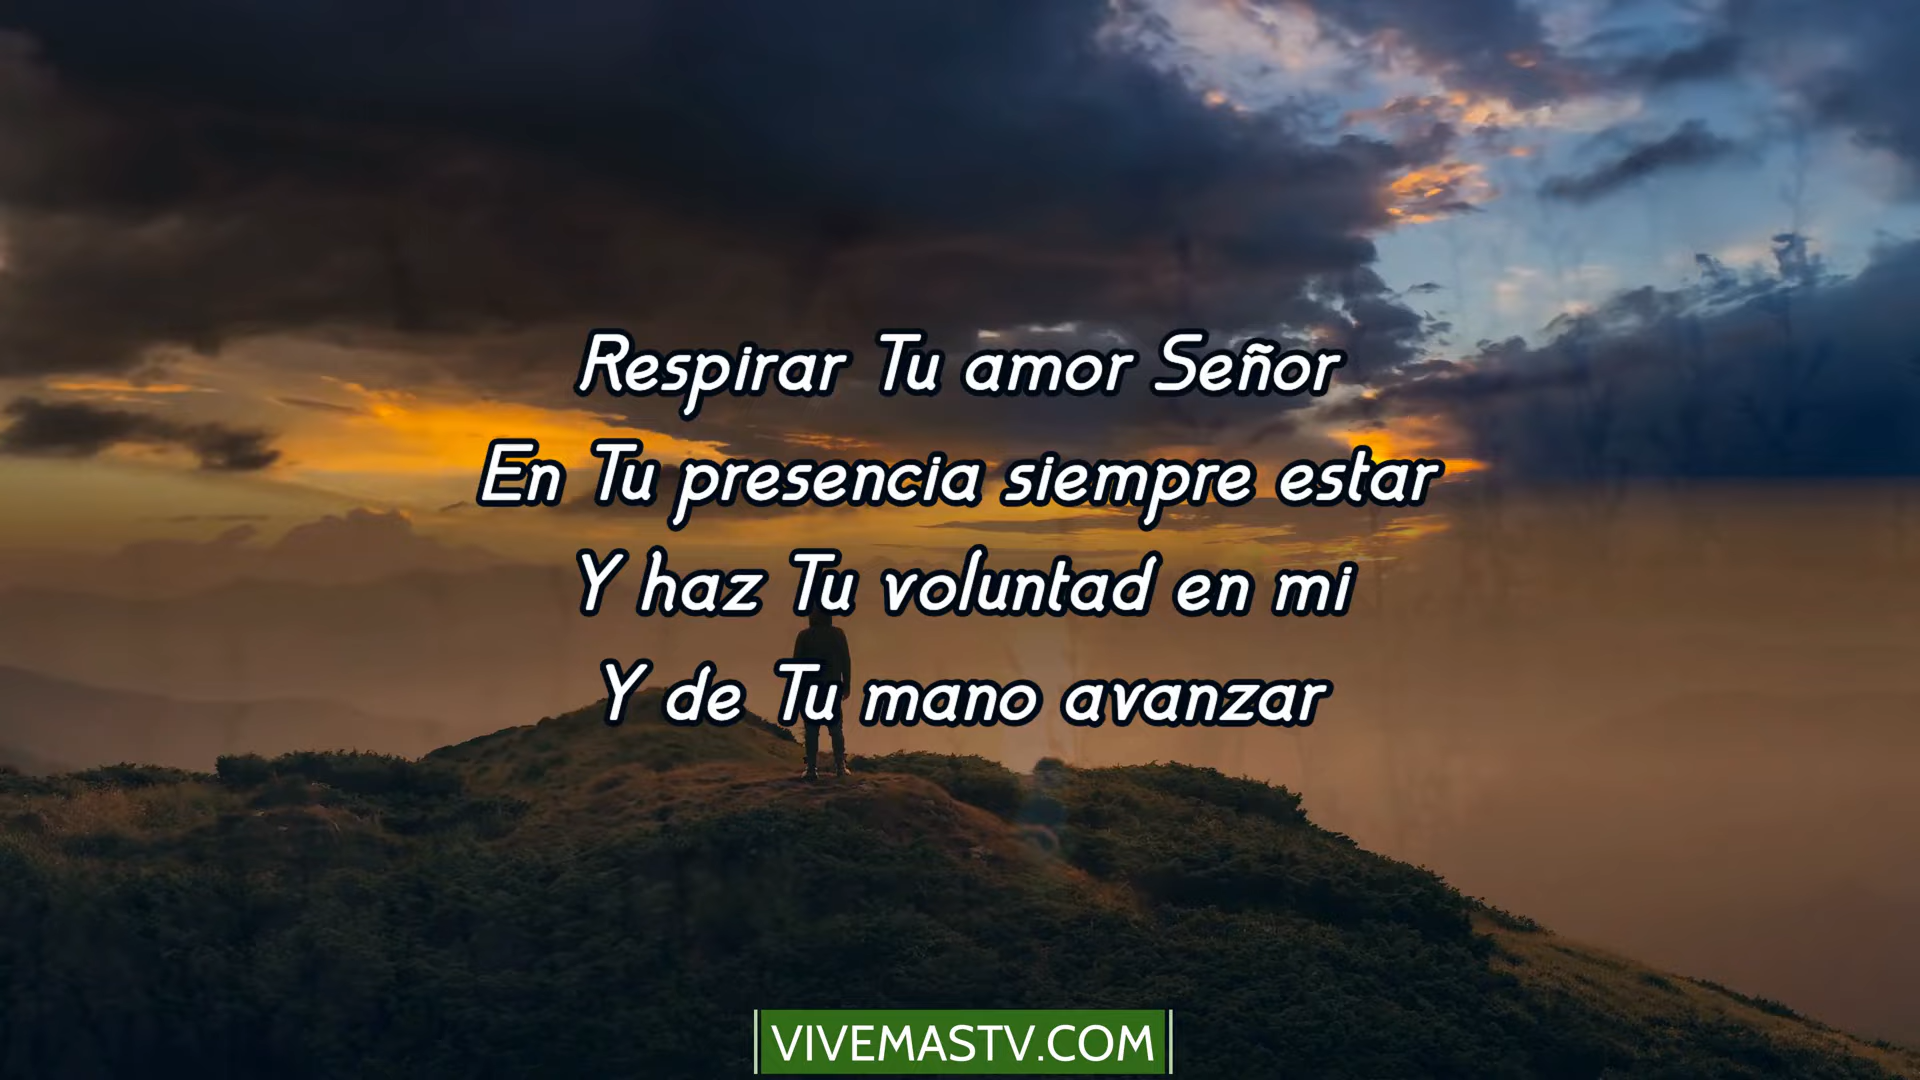 Respirar Tu amor Señor
En Tu presencia siempre estar
Y haz Tu voluntad en mi
Y de Tu mano avanzar
VIVEMASTV.COM